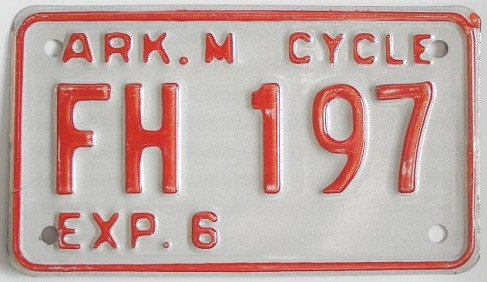 ARK. M CYCLE
FH 197
EXP. 6